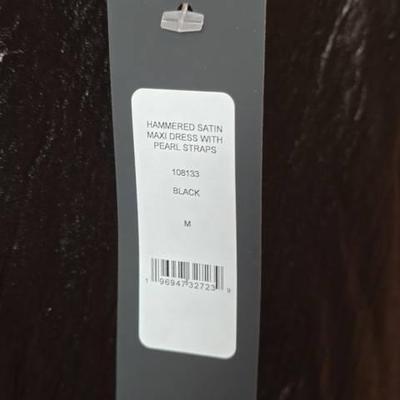 HAMMERED SATIN
MAXI DRESS WITH
PEARL STRAPS
108133
BLACK
M
1 96947 32723 9